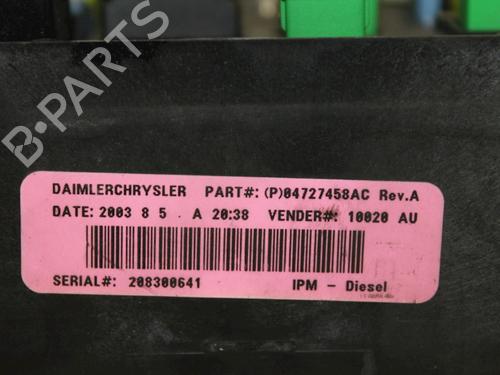 B-PARTS
DAIMLERCHRYSLER PART#: (P)04727458AC Rev.A
DATE: 2003 8 5 . A 20:38 VENDER#: 10020 AU
SERIAL#: 208300641 IPM - Diesel